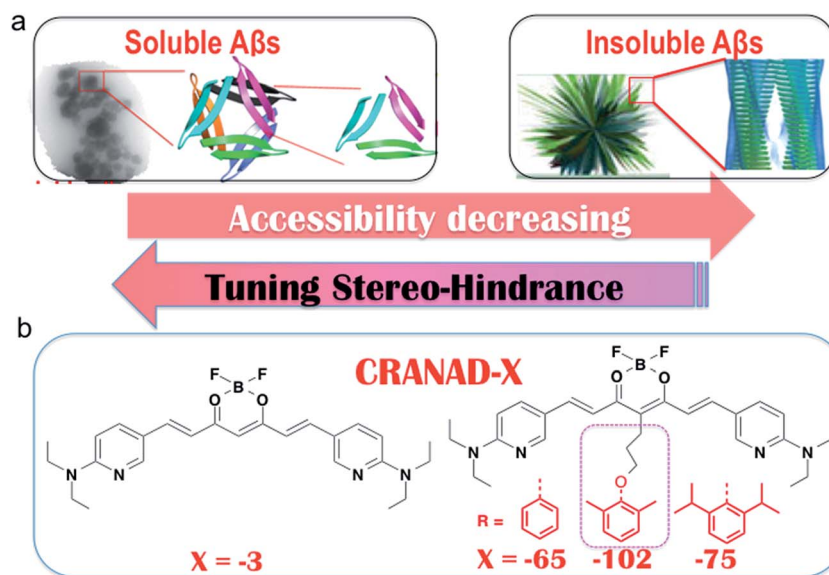 a
Soluble Aβs
Insoluble Aβs
Accessibility decreasing
Tuning Stereo-Hindrance
b
CRANAD-X
F F
B
O O
N N
N N
X = -3
F F
B
O O
N N
N N
O
R =
X = -65 -102 -75